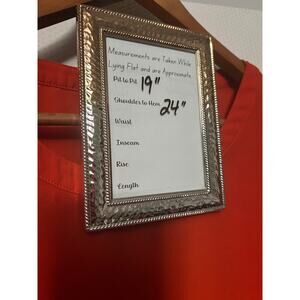 Measurements are Taken While
Lying Flat and are Approximate
Pit to Pit 19"
Shoulder to Hem 24"
Waist
Inseam
Rise
Length